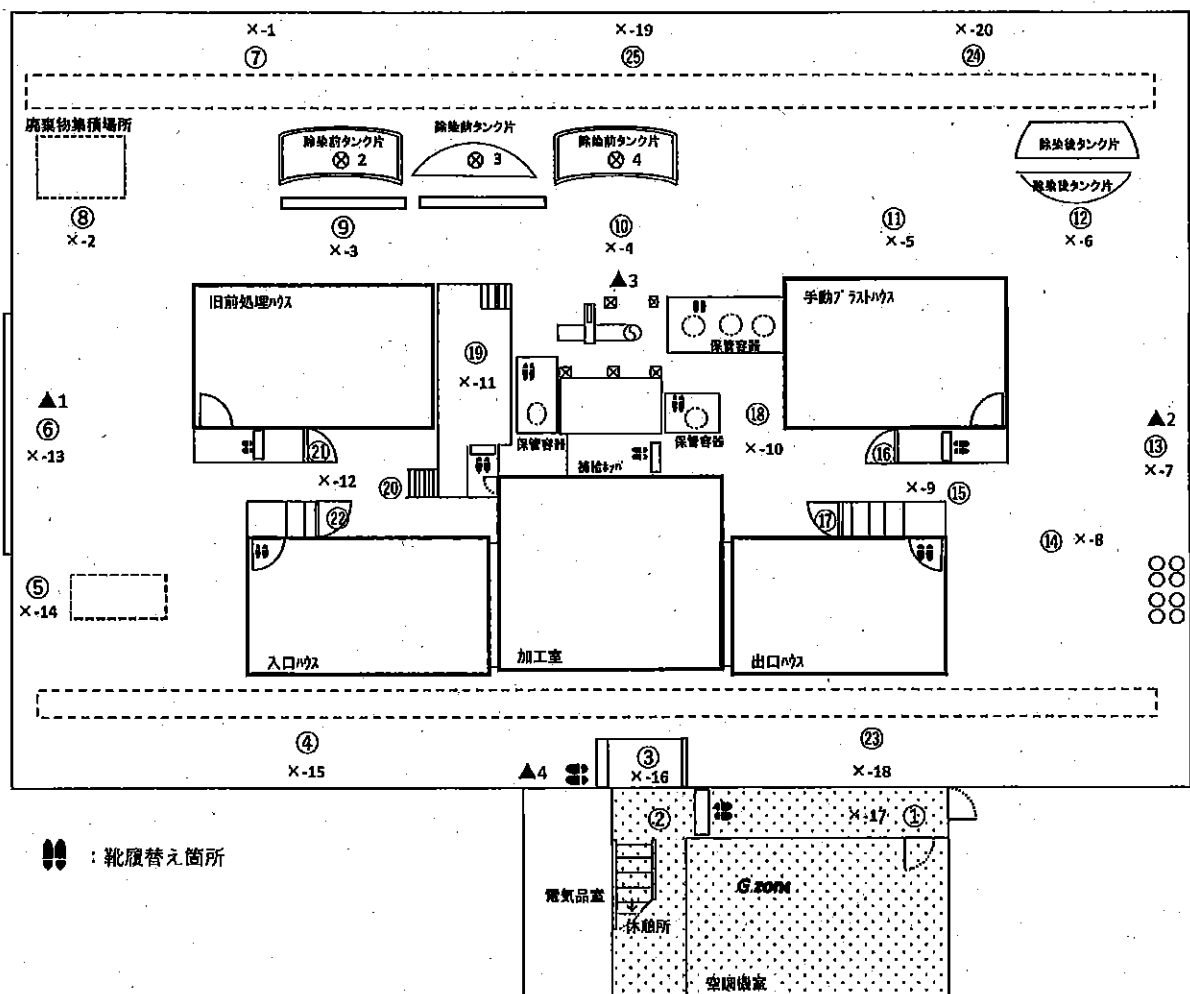 ×-1 ×-19 ×-20
⑦ ㉕ ㉔
廃棄物集積場所
除染前タンク片 除染前タンク片 除染前タンク片 除染後タンク片
⊗ 2 ⊗ 3 ⊗ 4
除染後タンク片
⑧ ⑨ ⑩ ⑪ ⑫
×-2 ×-3 ×-4 ×-5 ×-6
▲3
旧前処理ハウス 手動ブラストハウス
保管容器
⑲
×-11
▲1 ▲2
⑥ ⑱ ⑬
×-13 ×-10 ×-7
保管容器 保管容器
㉑ ⑯
補給ホッパ
×-12 ⑳ ×-9 ⑮
㉒ ⑰
⑭ ×-8
⑤
×-14
入口ハウス 加工室 出口ハウス
④ ③ ㉓
×-15 ▲4 ×-16 ×-18
② ×-17 ①
：靴履替え箇所
G zone
電気品室
休憩所
空調機室